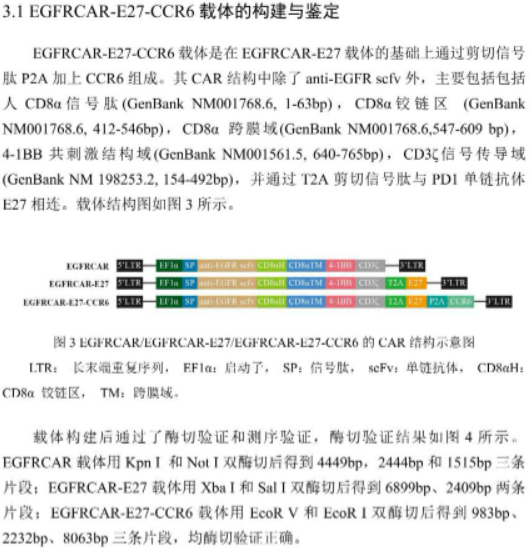 3.1 EGFRCAR-E27-CCR6 载体的构建与鉴定
EGFRCAR-E27-CCR6 载体是在 EGFRCAR-E27 载体的基础上通过剪切信号
肽 P2A 加上 CCR6 组成。其 CAR 结构中除了 anti-EGFR scfv 外，主要包括包括
人 CD8α信号肽(GenBank NM001768.6, 1-63bp)，CD8α铰链区 (GenBank
NM001768.6, 412-546bp)，CD8α 跨膜域(GenBank NM001768.6,547-609 bp)，
4-1BB 共刺激结构域(GenBank NM001561.5, 640-765bp)，CD3ζ信号传导域
(GenBank NM 198253.2, 154-492bp)，并通过 T2A 剪切信号肽与 PD1 单链抗体
E27 相连。载体结构图如图 3 所示。
EGFRCAR 5'LTR EF1α SP anti-EGFR scfv CD8αH CD8αTM 4-1BB CD3ζ 3'LTR
EGFRCAR-E27 5'LTR EF1α SP anti-EGFR scfv CD8αH CD8αTM 4-1BB CD3ζ T2A E27 3'LTR
EGFRCAR-E27-CCR6 5'LTR EF1α SP anti-EGFR scfv CD8αH CD8αTM 4-1BB CD3ζ T2A E27 P2A CCR6 3'LTR
图 3 EGFRCAR/EGFRCAR-E27/EGFRCAR-E27-CCR6 的 CAR 结构示意图
LTR： 长末端重复序列， EF1α：启动子， SP：信号肽， scFv：单链抗体， CD8αH：
CD8α 铰链区， TM：跨膜域。
载体构建后通过了酶切验证和测序验证，酶切验证结果如图 4 所示。
EGFRCAR 载体用 Kpn I 和 Not I 双酶切后得到 4449bp，2444bp 和 1515bp 三条
片段；EGFRCAR-E27 载体用 Xba I 和 Sal I 双酶切后得到 6899bp、2409bp 两条
片段；EGFRCAR-E27-CCR6 载体用 EcoR V 和 EcoR I 双酶切后得到 983bp、
2232bp、8063bp 三条片段，均酶切验证正确。